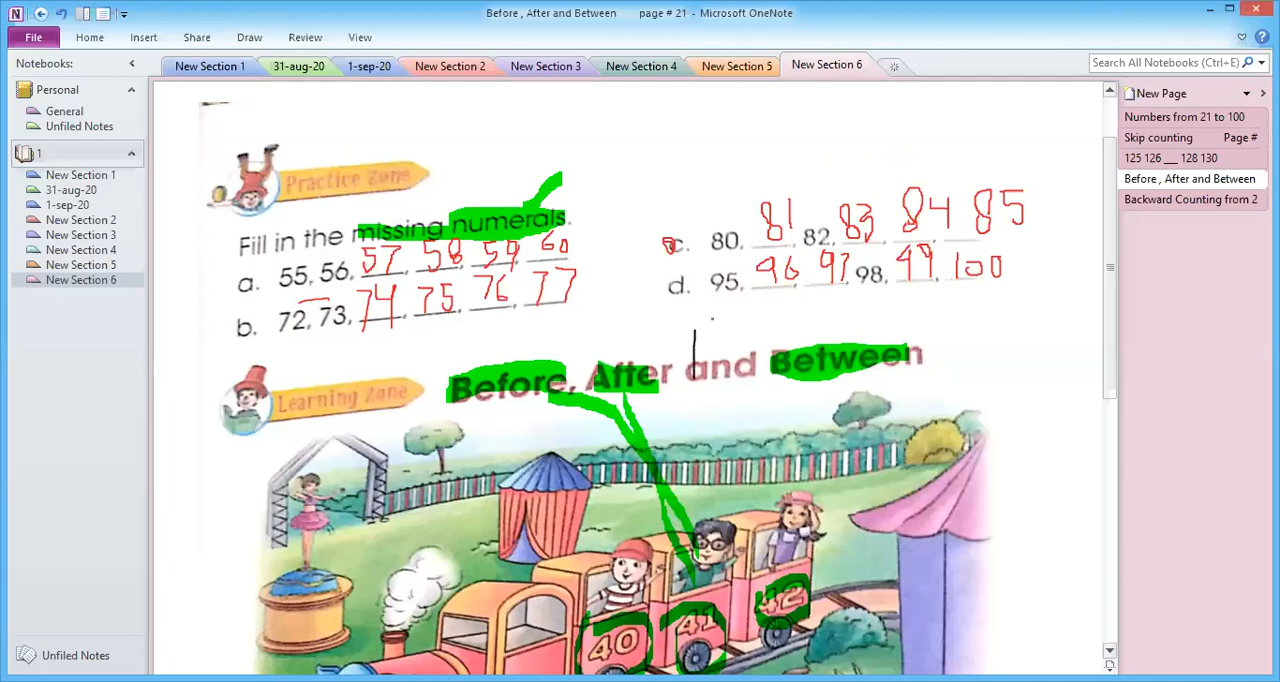 Before , After and Between page # 21 - Microsoft OneNote
File Home Insert Share Draw Review View
Notebooks:
New Section 1 31-aug-20 1-sep-20 New Section 2 New Section 3 New Section 4 New Section 5 New Section 6
Search All Notebooks (Ctrl+E)
Personal
General
Unfiled Notes
1
New Section 1
31-aug-20
1-sep-20
New Section 2
New Section 3
New Section 4
New Section 5
New Section 6
Unfiled Notes
Practice Zone
Fill in the missing numerals.
a. 55, 56, 57, 58, 59, 60
b. 72, 73, 74, 75, 76, 77
c. 80, 81, 82, 83, 84, 85
d. 95, 96, 97, 98, 99, 100
Before, After and Between
Learning Zone
40 41 42
New Page
Numbers from 21 to 100
Skip counting Page #
125 126 __ 128 130
Before , After and Between
Backward Counting from 2